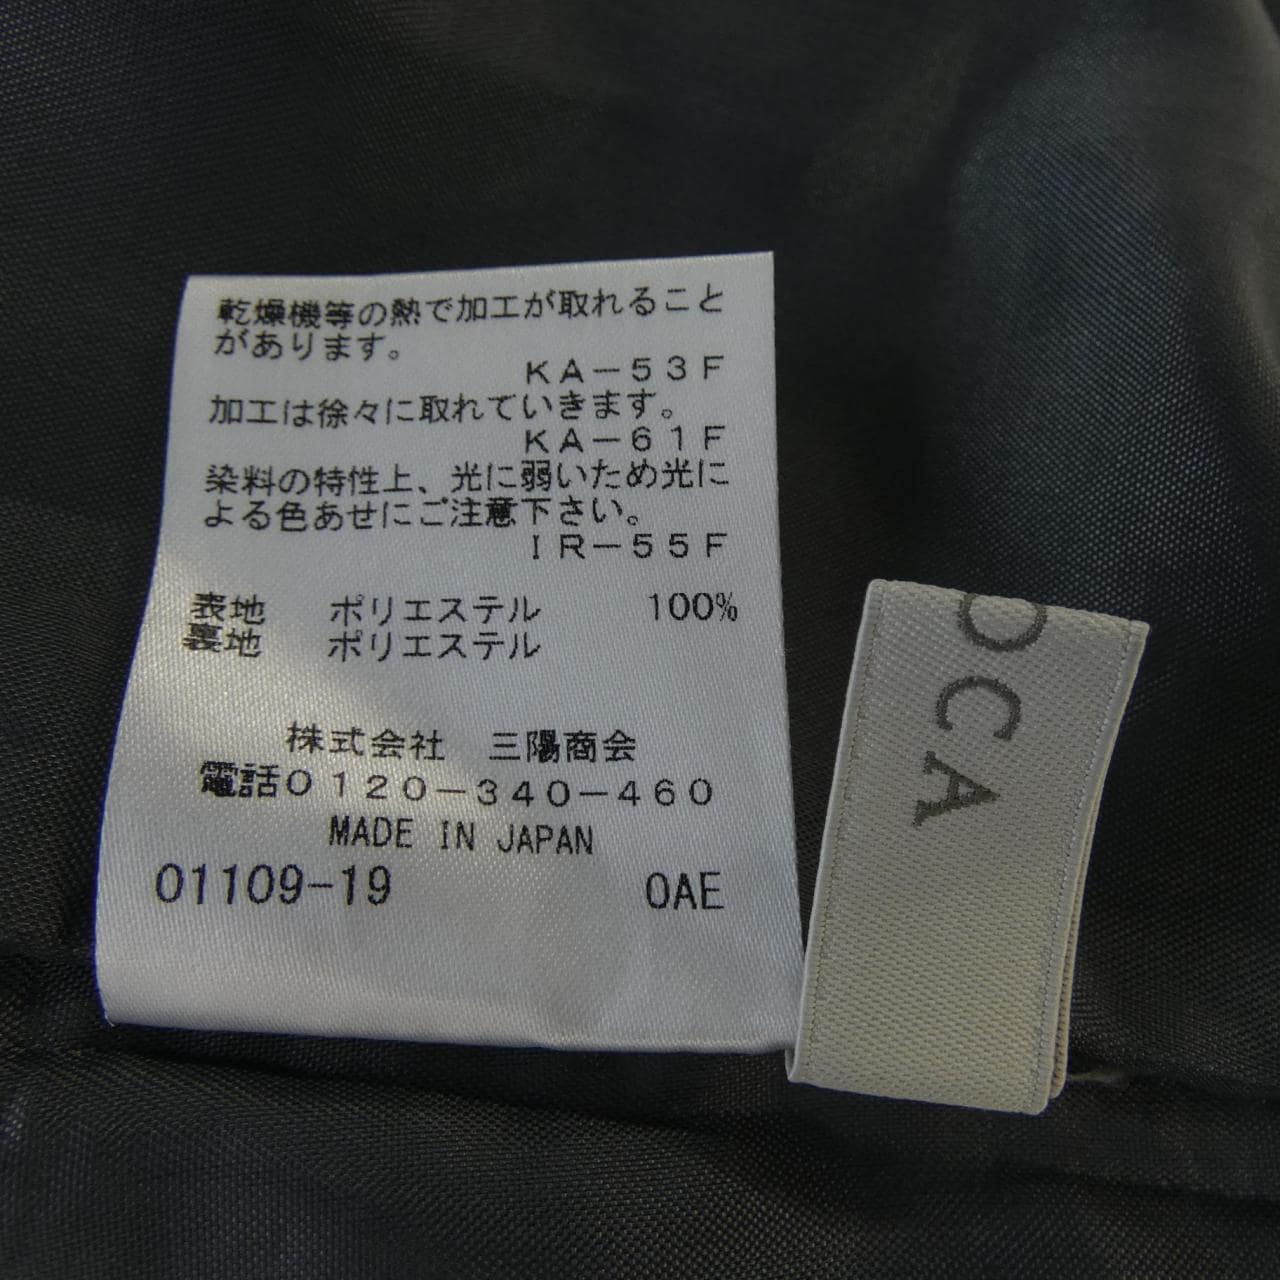 乾燥機等の熱で加工が取れること
があります。
KA-53F
加工は徐々に取れていきます。
KA-61F
染料の特性上、光に弱いため光に
よる色あせにご注意下さい。
IR-55F
表地 ポリエステル 100%
裏地 ポリエステル
株式会社 三陽商会
電話0120-340-460
MADE IN JAPAN
01109-19 0AE
OCA